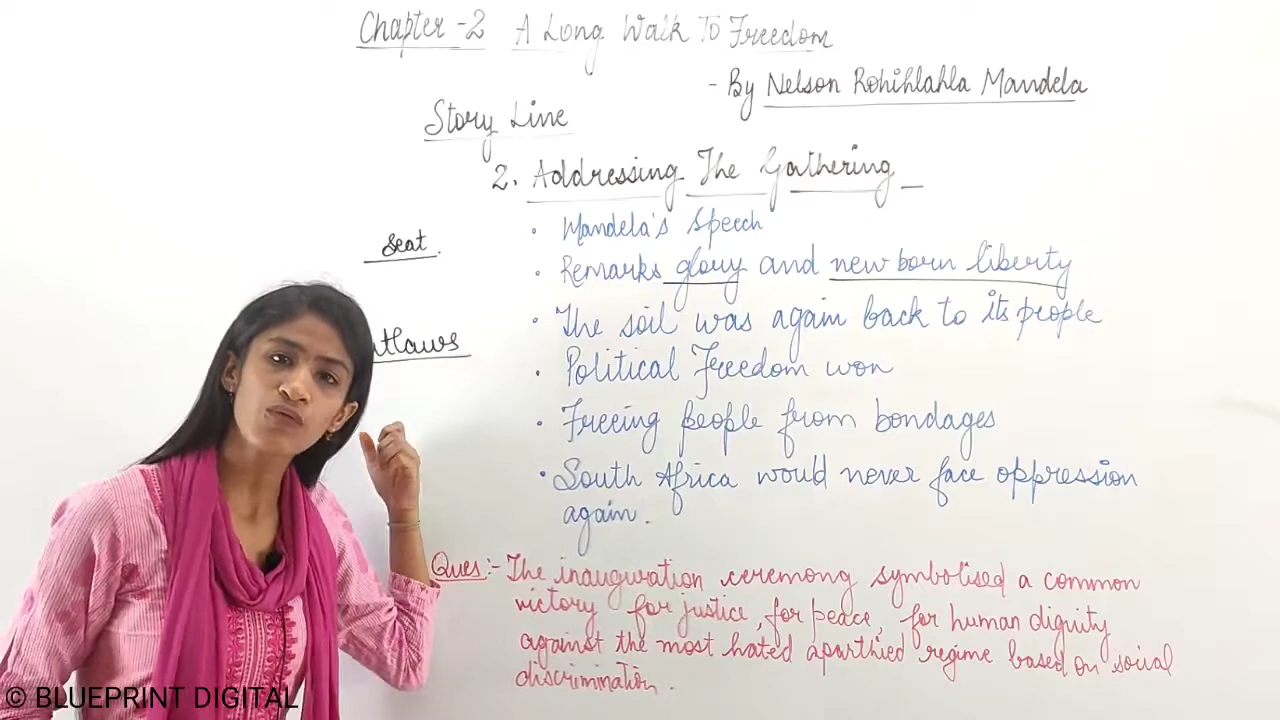 Chapter -2 A Long Walk To Freedom
- By Nelson Rohihlahla Mandela
Story Line
2. Addressing The Gathering
• Mandela's speech
Seat.
• Remarks glory and new born liberty
• The soil was again back to its people
tlaws
• Political Freedom won
• Freeing people from bondages
• South Africa would never face oppression
again.
Ques:- The inauguration ceremony symbolised a common
victory for justice, for peace, for human dignity
against the most hated aparthied regime based on social
discrimination.
© BLUEPRINT DIGITAL